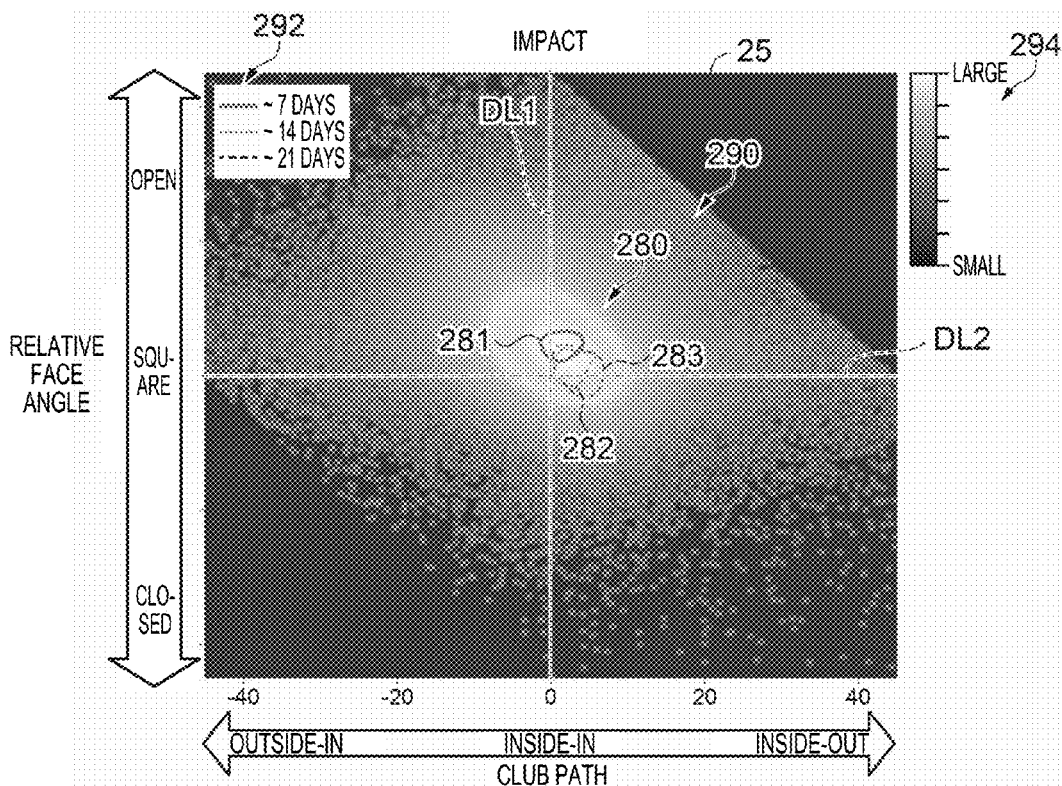 292
IMPACT
25
294
~ 7 DAYS
~ 14 DAYS
~ 21 DAYS
DL1
LARGE
290
OPEN
280
SMALL
RELATIVE
FACE
ANGLE
SQU-
ARE
281
283
DL2
282
CLO-
SED
-40 -20 0 20 40
OUTSIDE-IN INSIDE-IN INSIDE-OUT
CLUB PATH